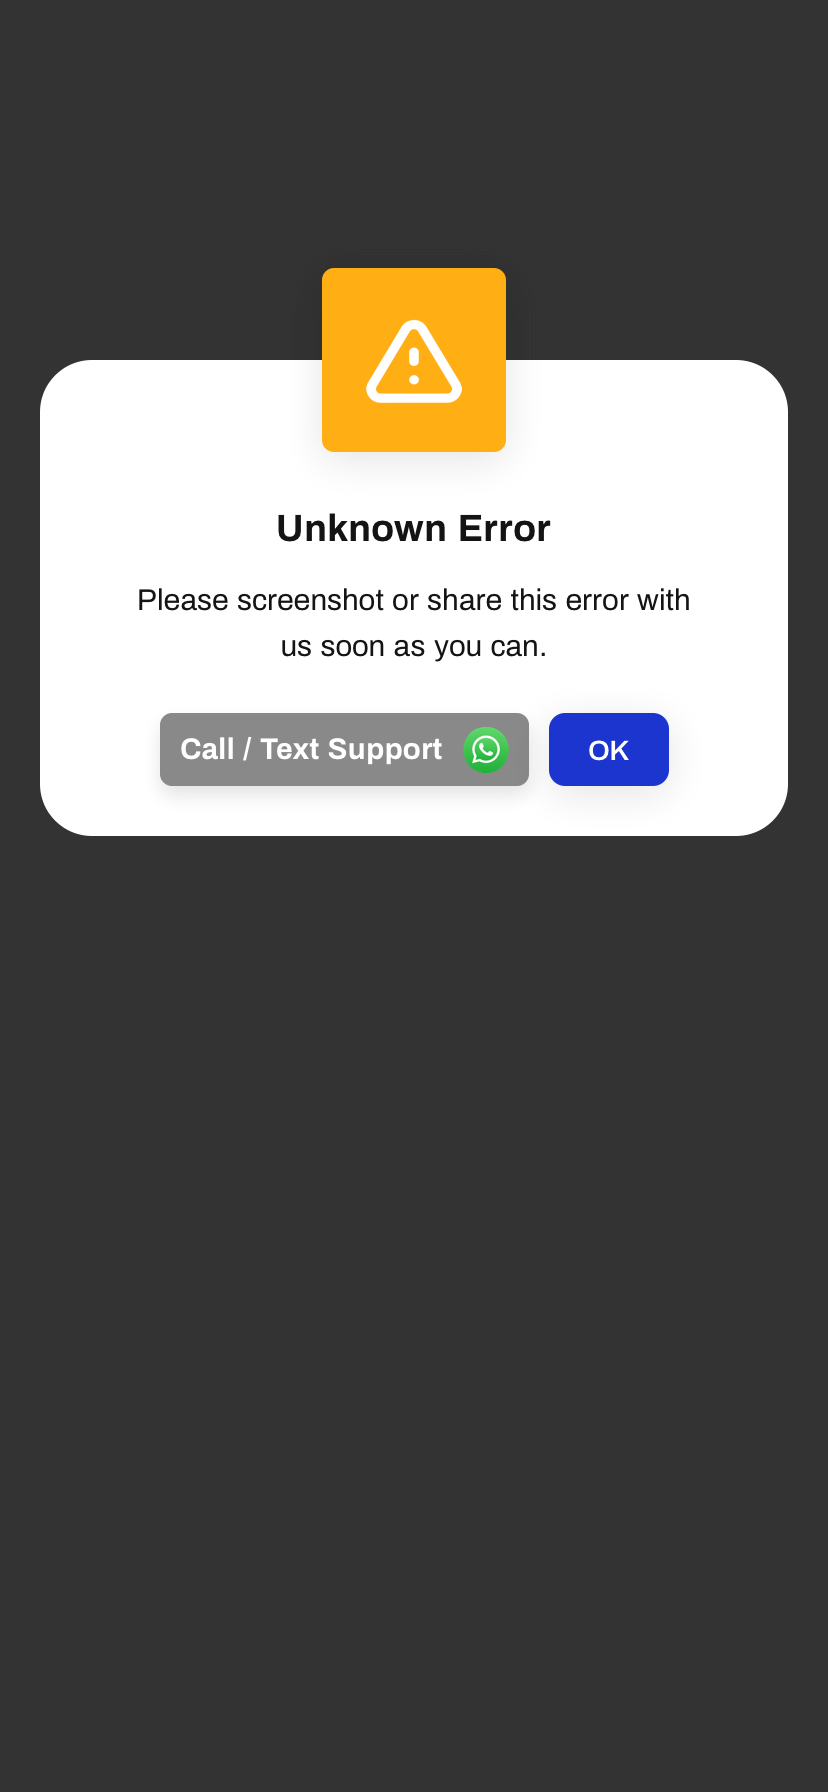 Unknown Error
Please screenshot or share this error with
us soon as you can.
Call / Text Support
OK